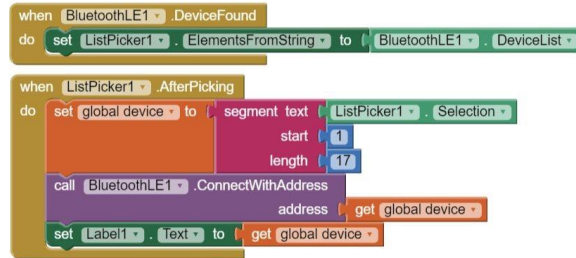 when BluetoothLE1 .DeviceFound
do set ListPicker1 . ElementsFromString to BluetoothLE1 . DeviceList
when ListPicker1 .AfterPicking
do set global device to segment text ListPicker1 . Selection
start 1
length 17
call BluetoothLE1 .ConnectWithAddress
address get global device
set Label1 . Text to get global device